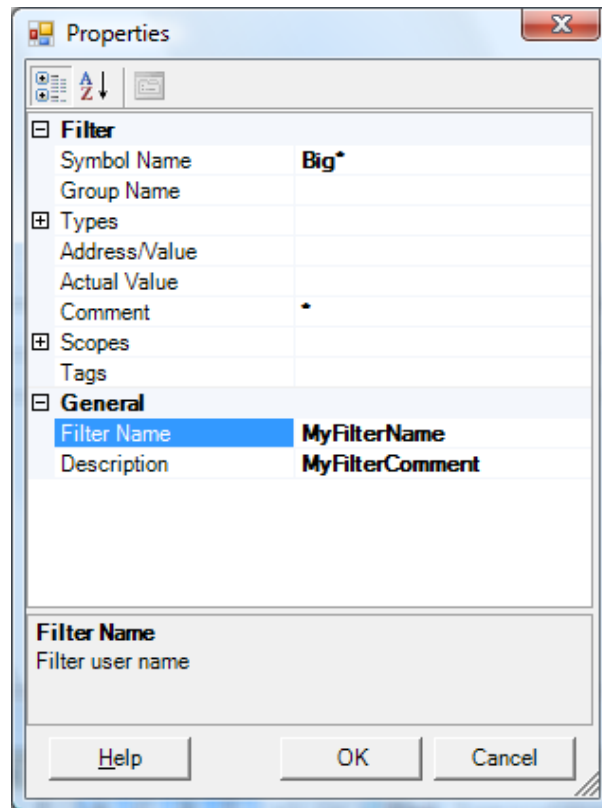 Properties
Filter
Symbol Name Big*
Group Name
Types
Address/Value
Actual Value
Comment *
Scopes
Tags
General
Filter Name MyFilterName
Description MyFilterComment
Filter Name
Filter user name
Help OK Cancel